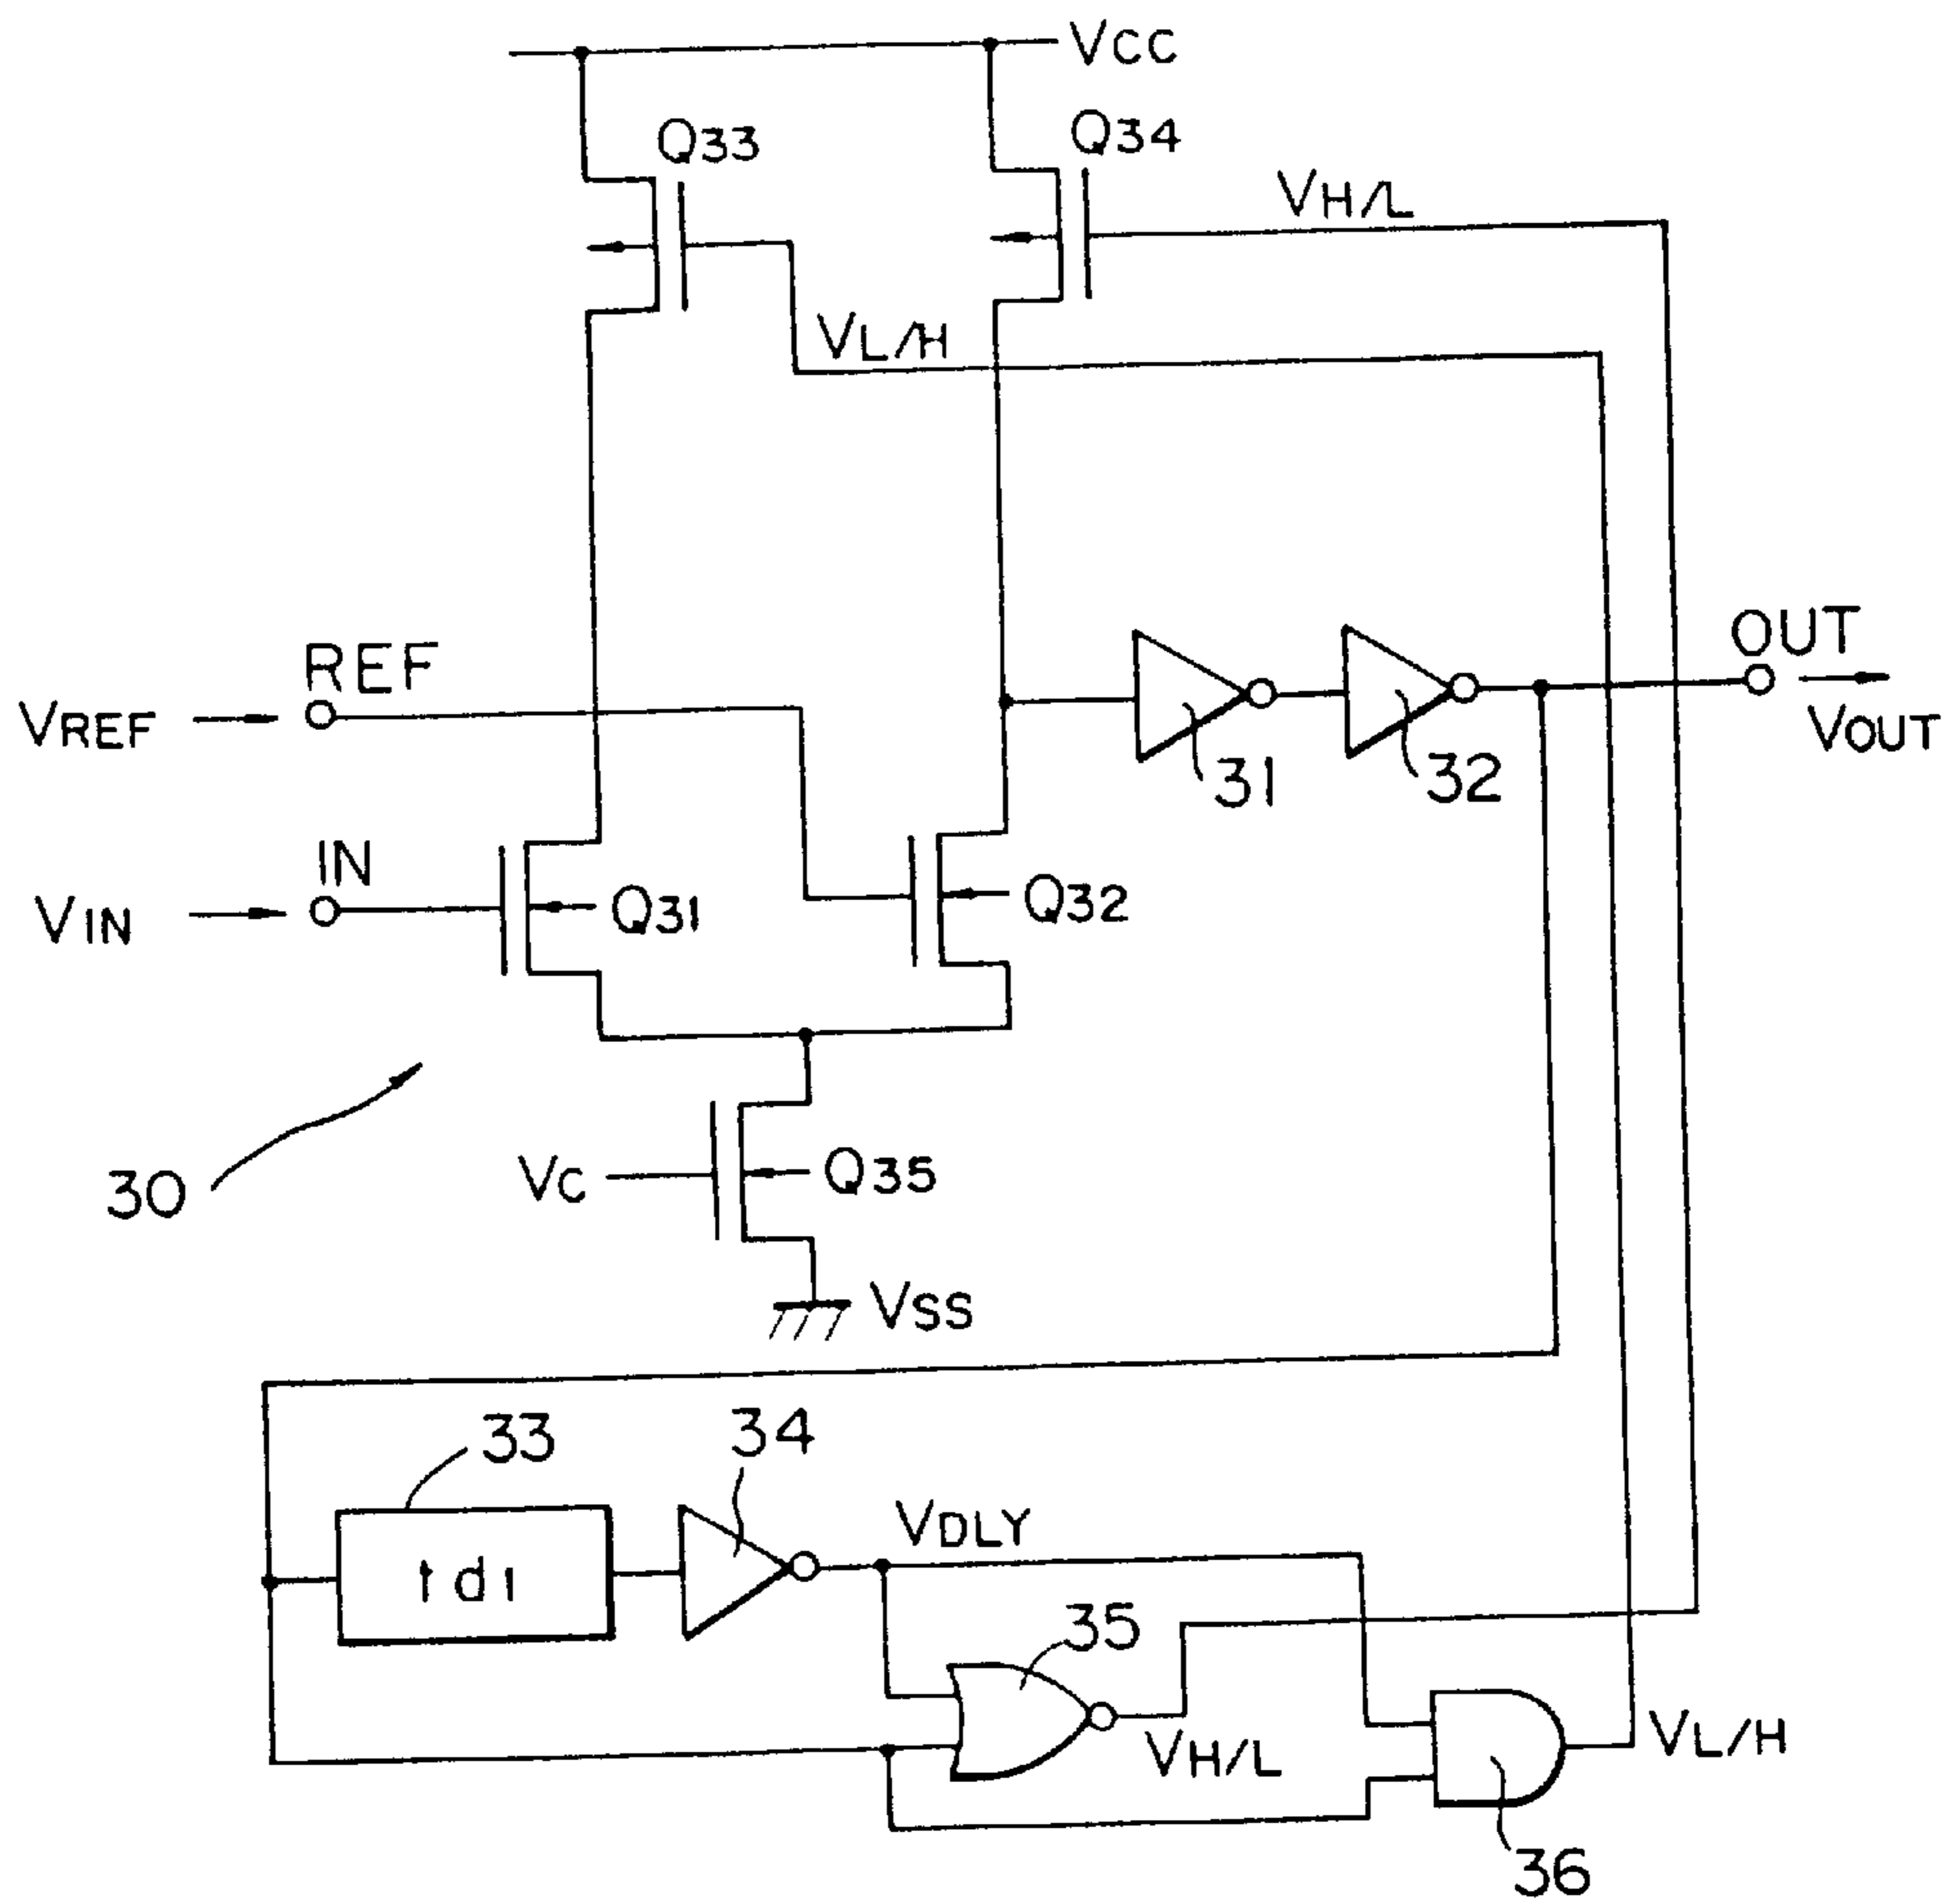 VCC
Q33
Q34
VH/L
VL/H
REF
VREF
OUT
VOUT
31
32
IN
VIN
Q31
Q32
30
VC
Q35
VSS
33
34
VDLY
td1
35
VH/L
VL/H
36